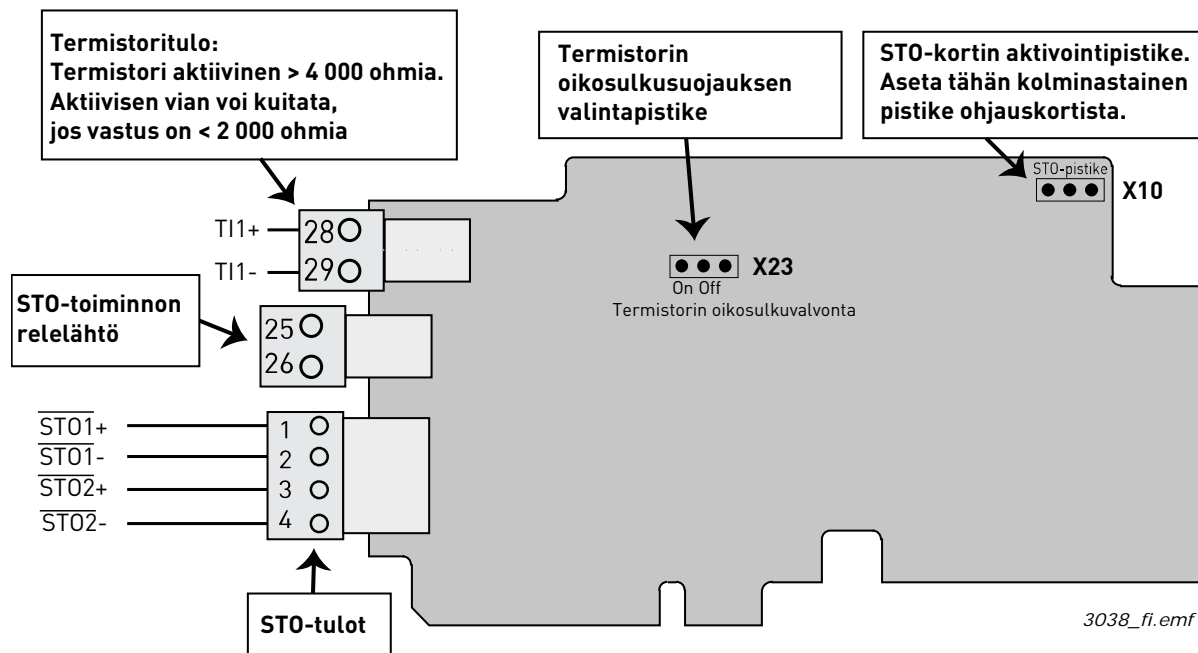 Termistoritulo:
Termistori aktiivinen > 4 000 ohmia.
Aktiivisen vian voi kuitata,
jos vastus on < 2 000 ohmia
Termistorin
oikosulkusuojauksen
valintapistike
STO-kortin aktivointipistike.
Aseta tähän kolminastainen
pistike ohjauskortista.
STO-pistike
X10
TI1+
28
TI1-
29
X23
On Off
Termistorin oikosulkuvalvonta
STO-toiminnon
relelähtö
25
26
STO1+
1
STO1-
2
STO2+
3
STO2-
4
STO-tulot
3038_fi.emf